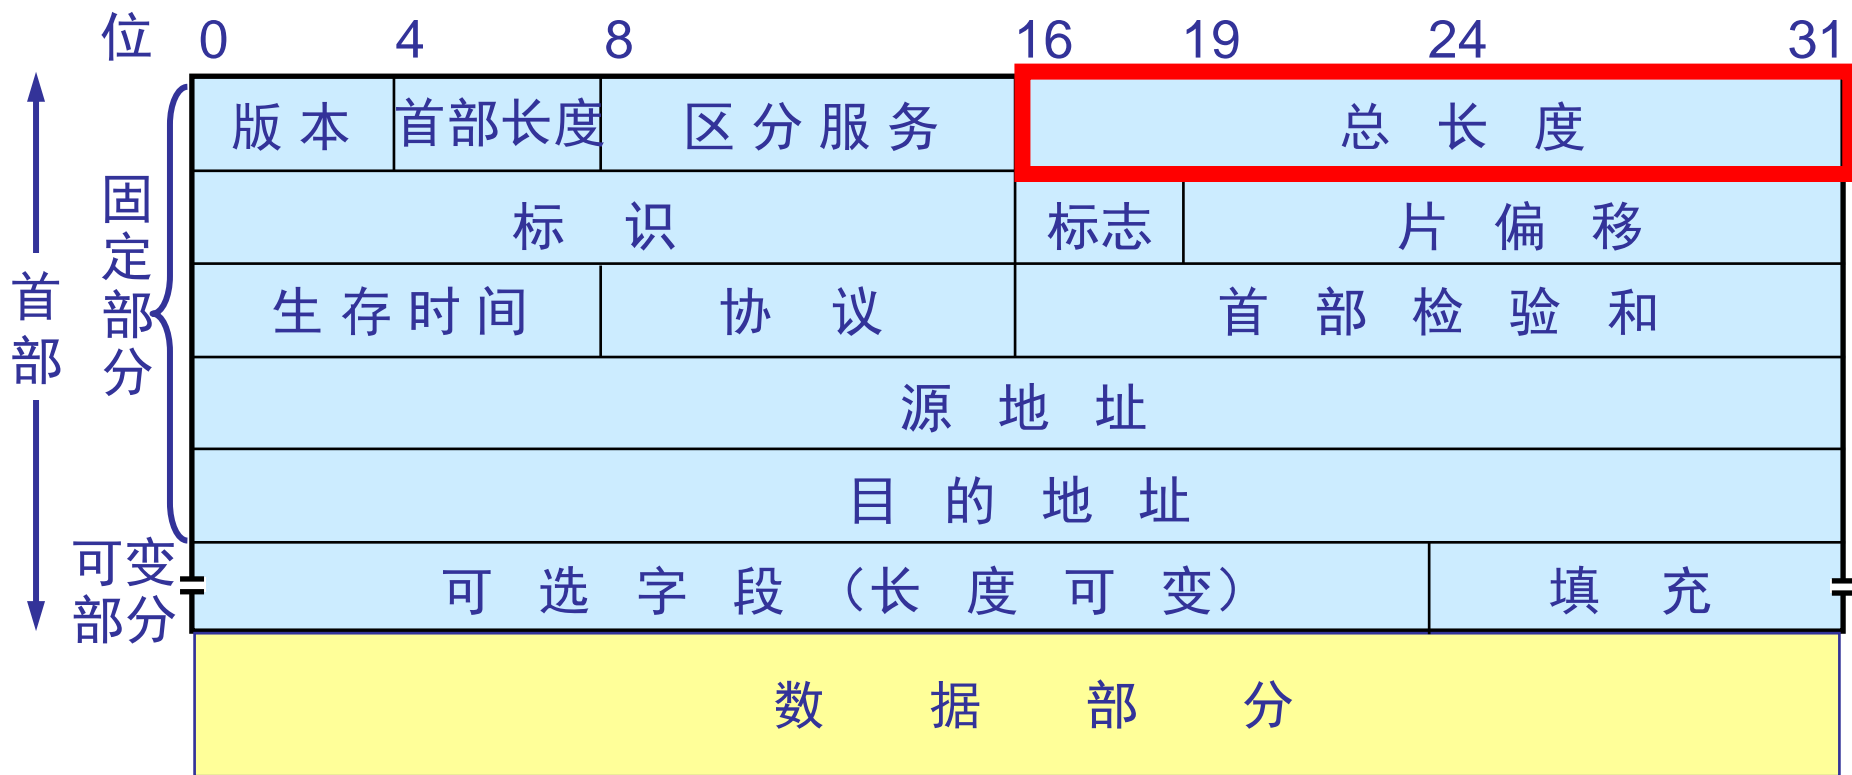 位 0 4 8 16 19 24 31
版本 首部长度 区分服务 总长度
标识 标志 片偏移
生存时间 协议 首部检验和
源地址
目的地址
可选字段（长度可变） 填充
数据部分
首部
固定部分
可变
部分